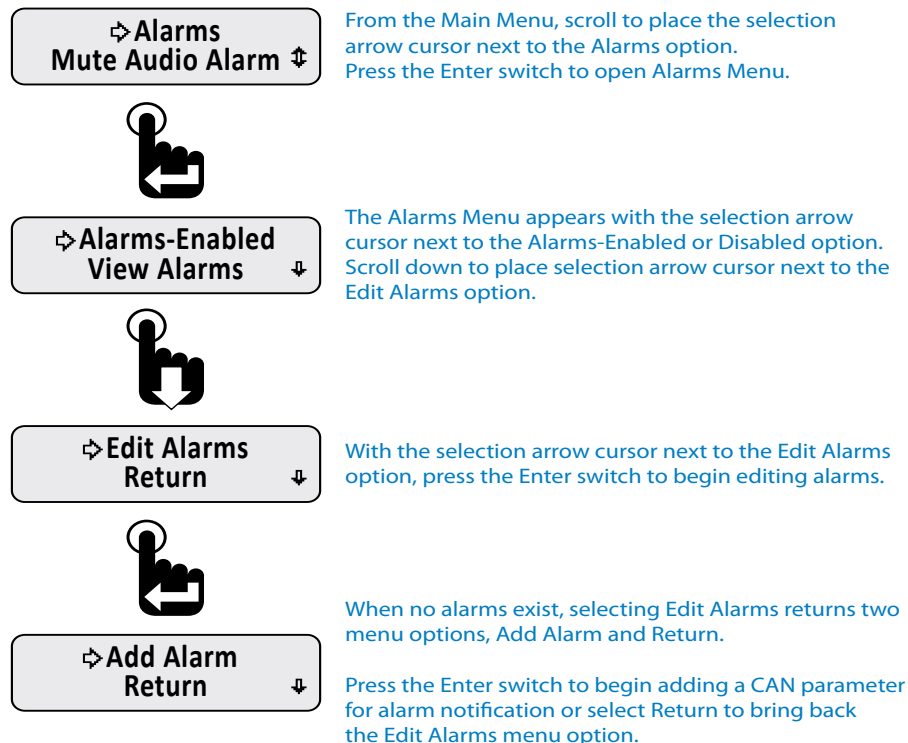 Alarms
Mute Audio Alarm
From the Main Menu, scroll to place the selection
arrow cursor next to the Alarms option.
Press the Enter switch to open Alarms Menu.
Alarms-Enabled
View Alarms
The Alarms Menu appears with the selection arrow
cursor next to the Alarms-Enabled or Disabled option.
Scroll down to place selection arrow cursor next to the
Edit Alarms option.
Edit Alarms
Return
With the selection arrow cursor next to the Edit Alarms
option, press the Enter switch to begin editing alarms.
When no alarms exist, selecting Edit Alarms returns two
menu options, Add Alarm and Return.
Add Alarm
Return
Press the Enter switch to begin adding a CAN parameter
for alarm notification or select Return to bring back
the Edit Alarms menu option.